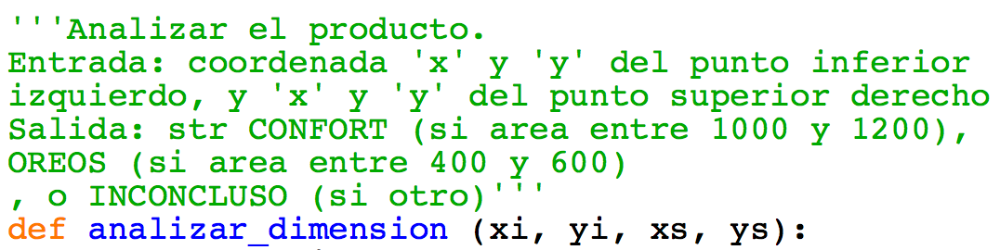 '''Analizar el producto.
Entrada: coordenada 'x' y 'y' del punto inferior
izquierdo, y 'x' y 'y' del punto superior derecho
Salida: str CONFORT (si area entre 1000 y 1200),
OREOS (si area entre 400 y 600)
, o INCONCLUSO (si otro)'''
def analizar_dimension (xi, yi, xs, ys):